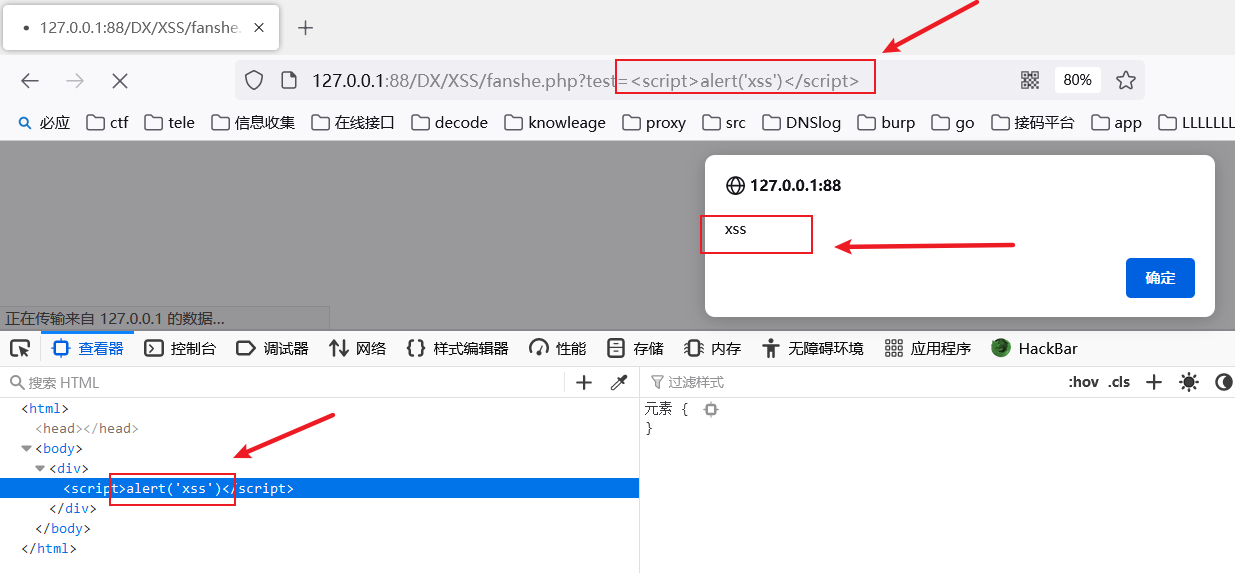 127.0.0.1:88/DX/XSS/fanshe.
127.0.0.1:88/DX/XSS/fanshe.php?test=<script>alert('xss')</script>
80%
必应 ctf tele 信息收集 在线接口 decode knowleage proxy src DNSlog burp go 接码平台 app LLLLLLL
127.0.0.1:88
xss
确定
正在传输来自 127.0.0.1 的数据...
查看器 控制台 调试器 网络 样式编辑器 性能 存储 内存 无障碍环境 应用程序 HackBar
搜索 HTML
过滤样式
:hov .cls
<html>
<head></head>
<body>
<div>
<script>alert('xss')</script>
</div>
</body>
</html>
元素 {
}